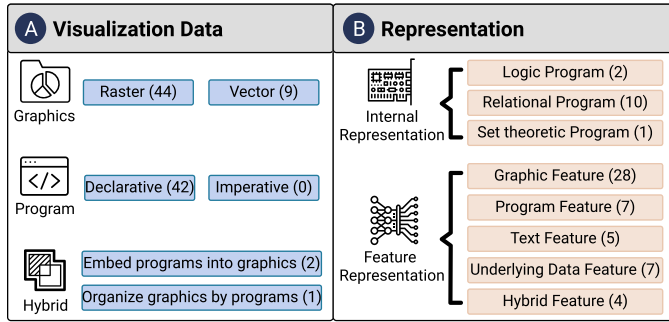 A Visualization Data
Graphics
Raster (44)
Vector (9)
Program
</>
Declarative (42)
Imperative (0)
Hybrid
Embed programs into graphics (2)
Organize graphics by programs (1)
B Representation
Internal
Representation
Logic Program (2)
Relational Program (10)
Set theoretic Program (1)
Feature
Representation
Graphic Feature (28)
Program Feature (7)
Text Feature (5)
Underlying Data Feature (7)
Hybrid Feature (4)